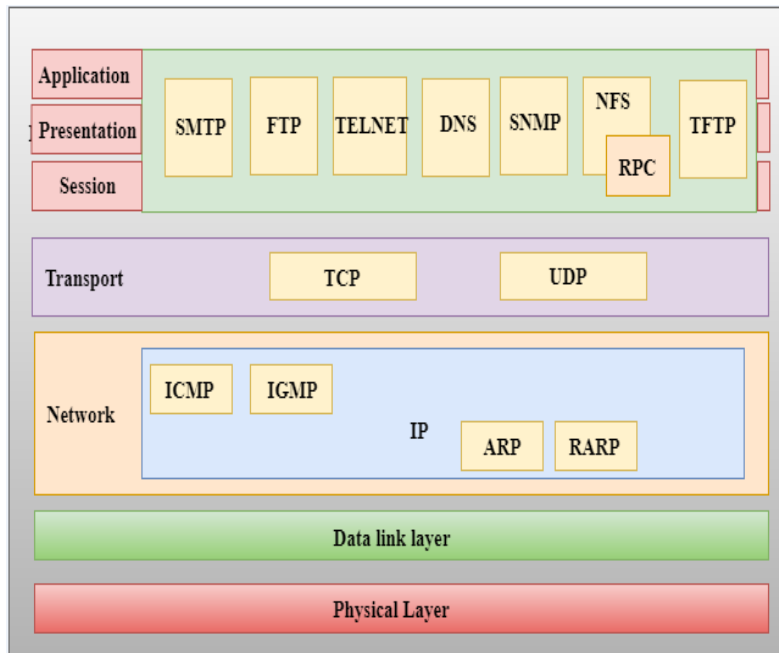 Application
Presentation
Session
SMTP
FTP
TELNET
DNS
SNMP
NFS
RPC
TFTP
Transport
TCP
UDP
Network
ICMP
IGMP
IP
ARP
RARP
Data link layer
Physical Layer